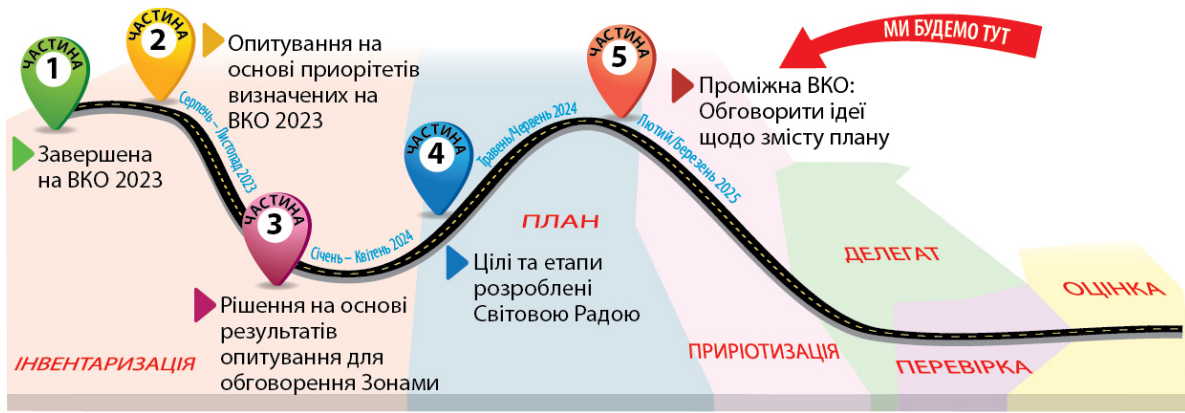 ЧАСТИНА
1
Завершена
на ВКО 2023
ЧАСТИНА
2
Опитування на
основі приорітетів
визначених на
ВКО 2023
Серпень – Листопад 2023
ЧАСТИНА
3
Рішення на основі
результатів
опитування для
обговорення Зонами
Січень – Квітень 2024
ЧАСТИНА
4
Цілі та етапи
розроблені
Світовою Радою
Травень/Червень 2024
ЧАСТИНА
5
Проміжна ВКО:
Обговорити ідеї
щодо змісту плану
Лютий/Березень 2025
МИ БУДЕМО ТУТ
ІНВЕНТАРИЗАЦІЯ
ПЛАН
ПРИРІОТИЗАЦІЯ
ДЕЛЕГАТ
ПЕРЕВІРКА
ОЦІНКА